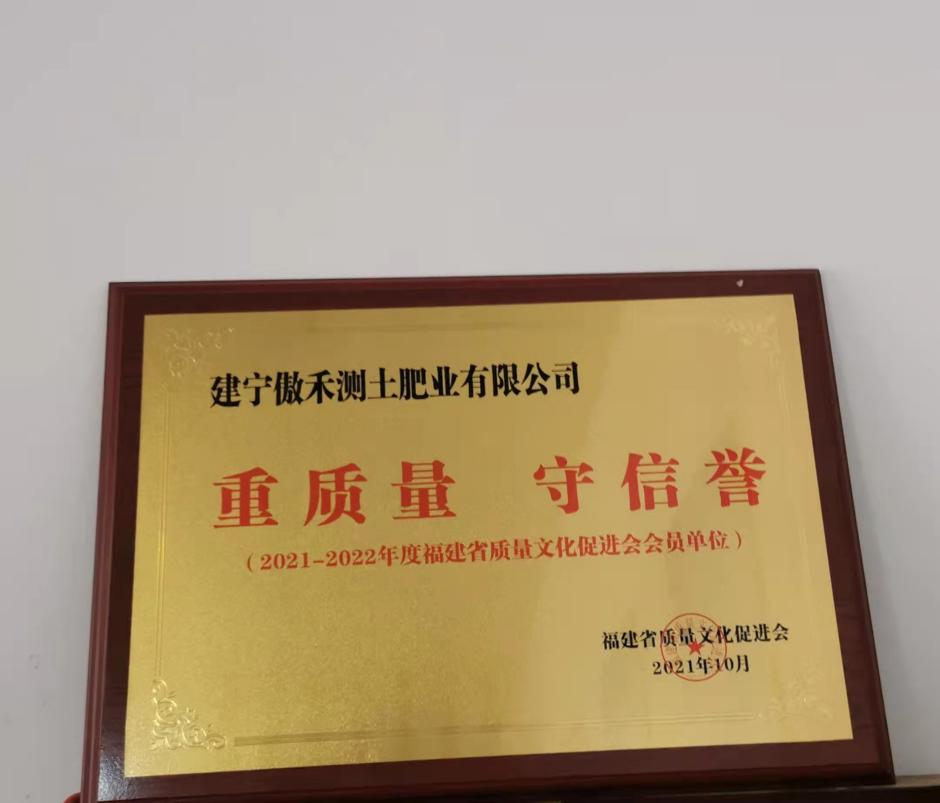 建宁傲禾测土肥业有限公司
重质量 守信誉
（2021-2022年度福建省质量文化促进会会员单位）
福建省质量文化促进会
2021年10月